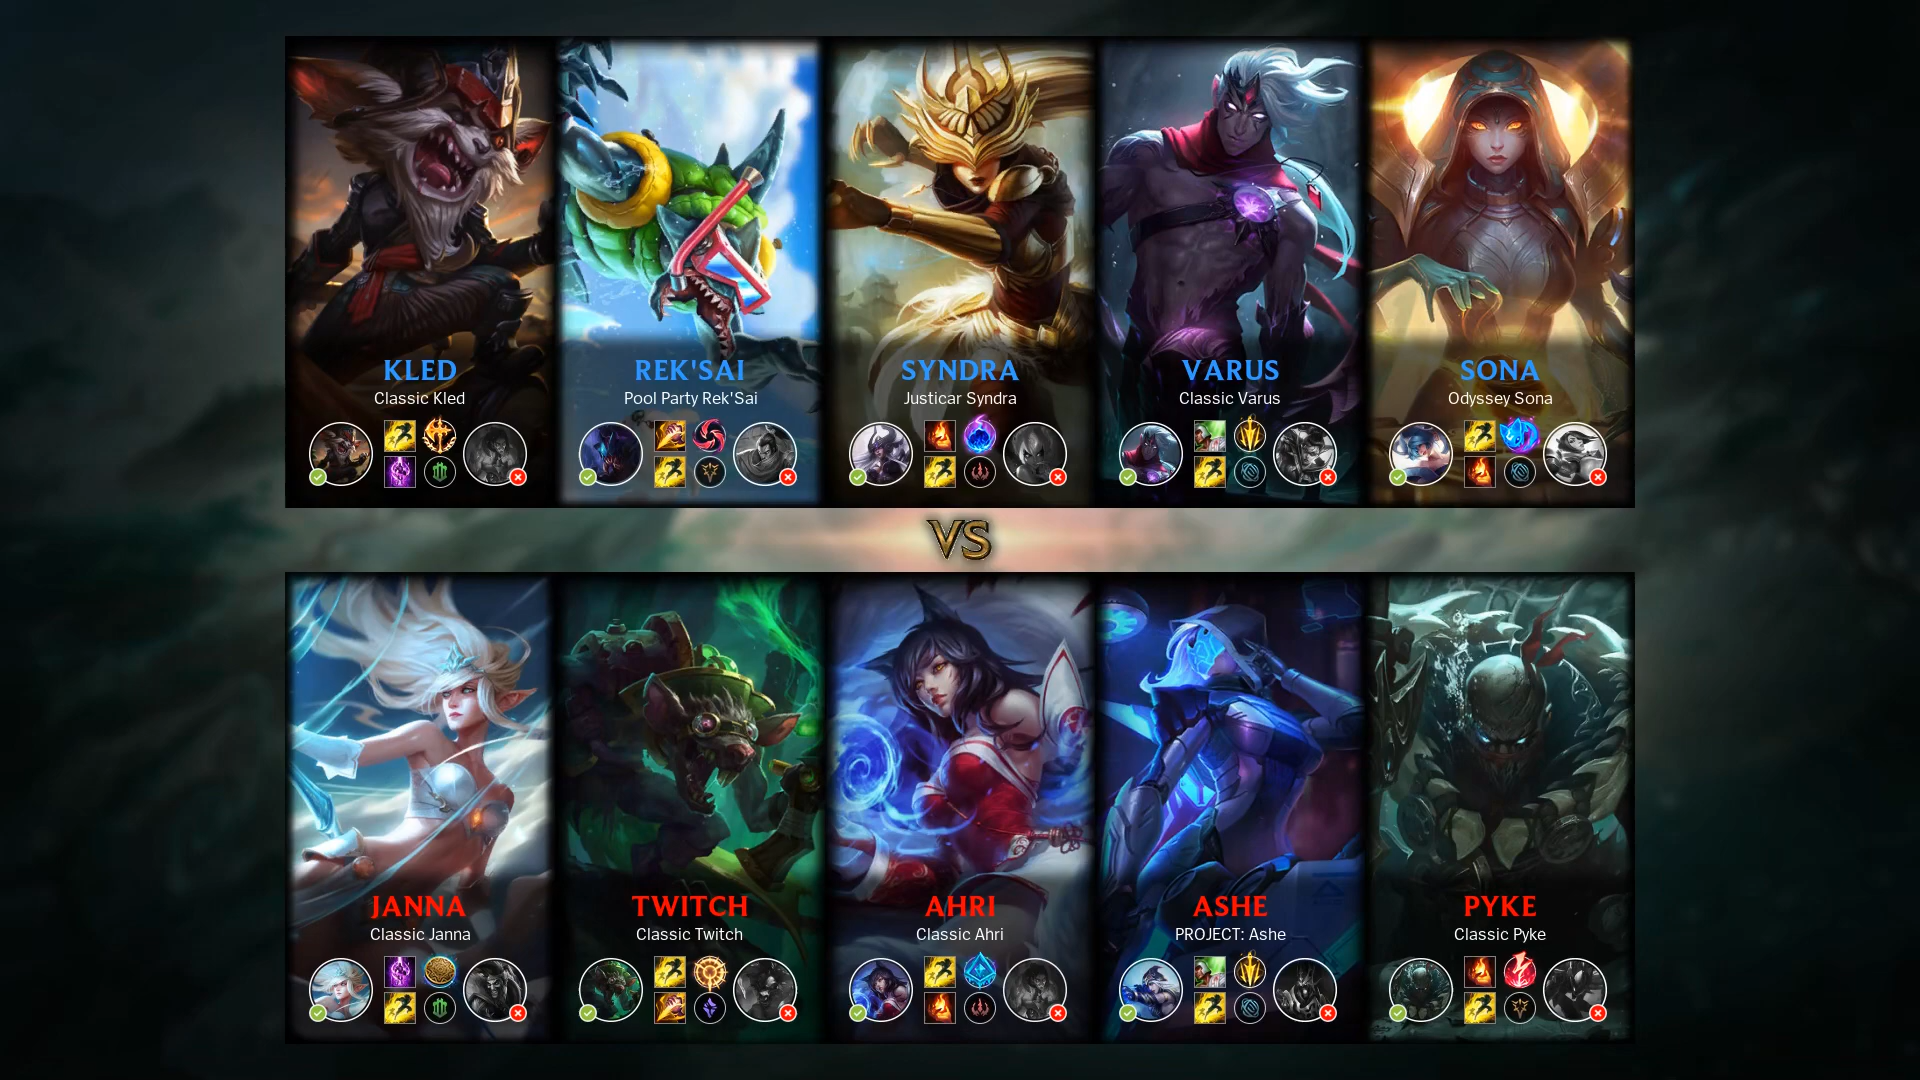 KLED
Classic Kled
REK'SAI
Pool Party Rek'Sai
SYNDRA
Justicar Syndra
VARUS
Classic Varus
SONA
Odyssey Sona
VS
JANNA
Classic Janna
TWITCH
Classic Twitch
AHRI
Classic Ahri
ASHE
PROJECT: Ashe
PYKE
Classic Pyke